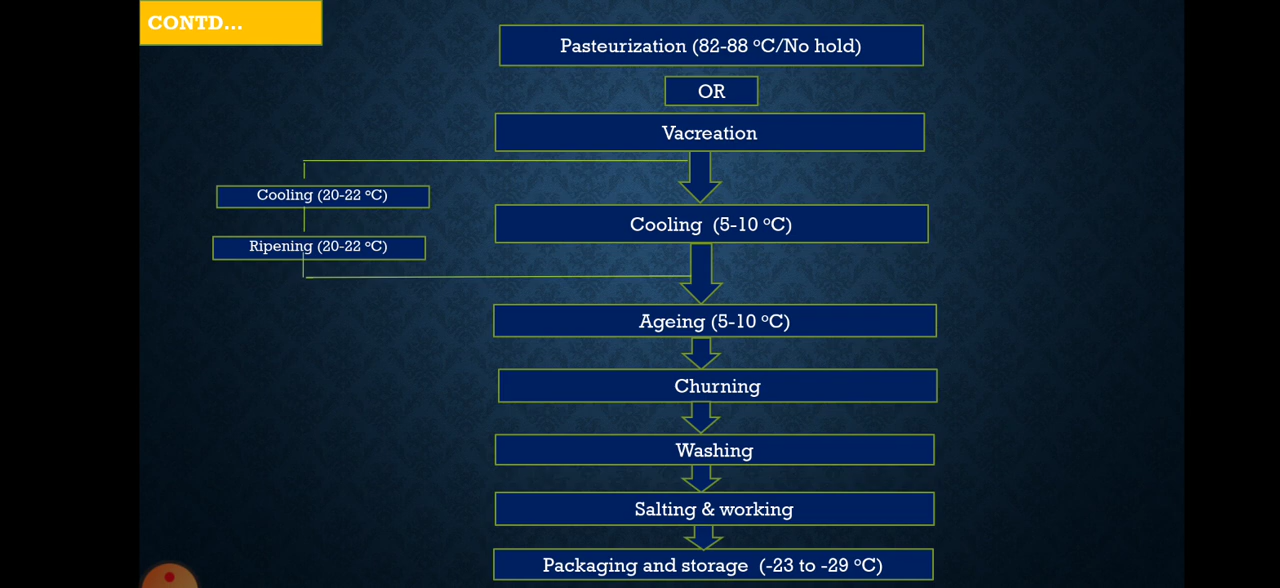 CONTD...
Pasteurization (82-88 °C/No hold)
OR
Vacreation
Cooling (20-22 °C)
Ripening (20-22 °C)
Cooling  (5-10 °C)
Ageing (5-10 °C)
Churning
Washing
Salting & working
Packaging and storage  (-23 to -29 °C)